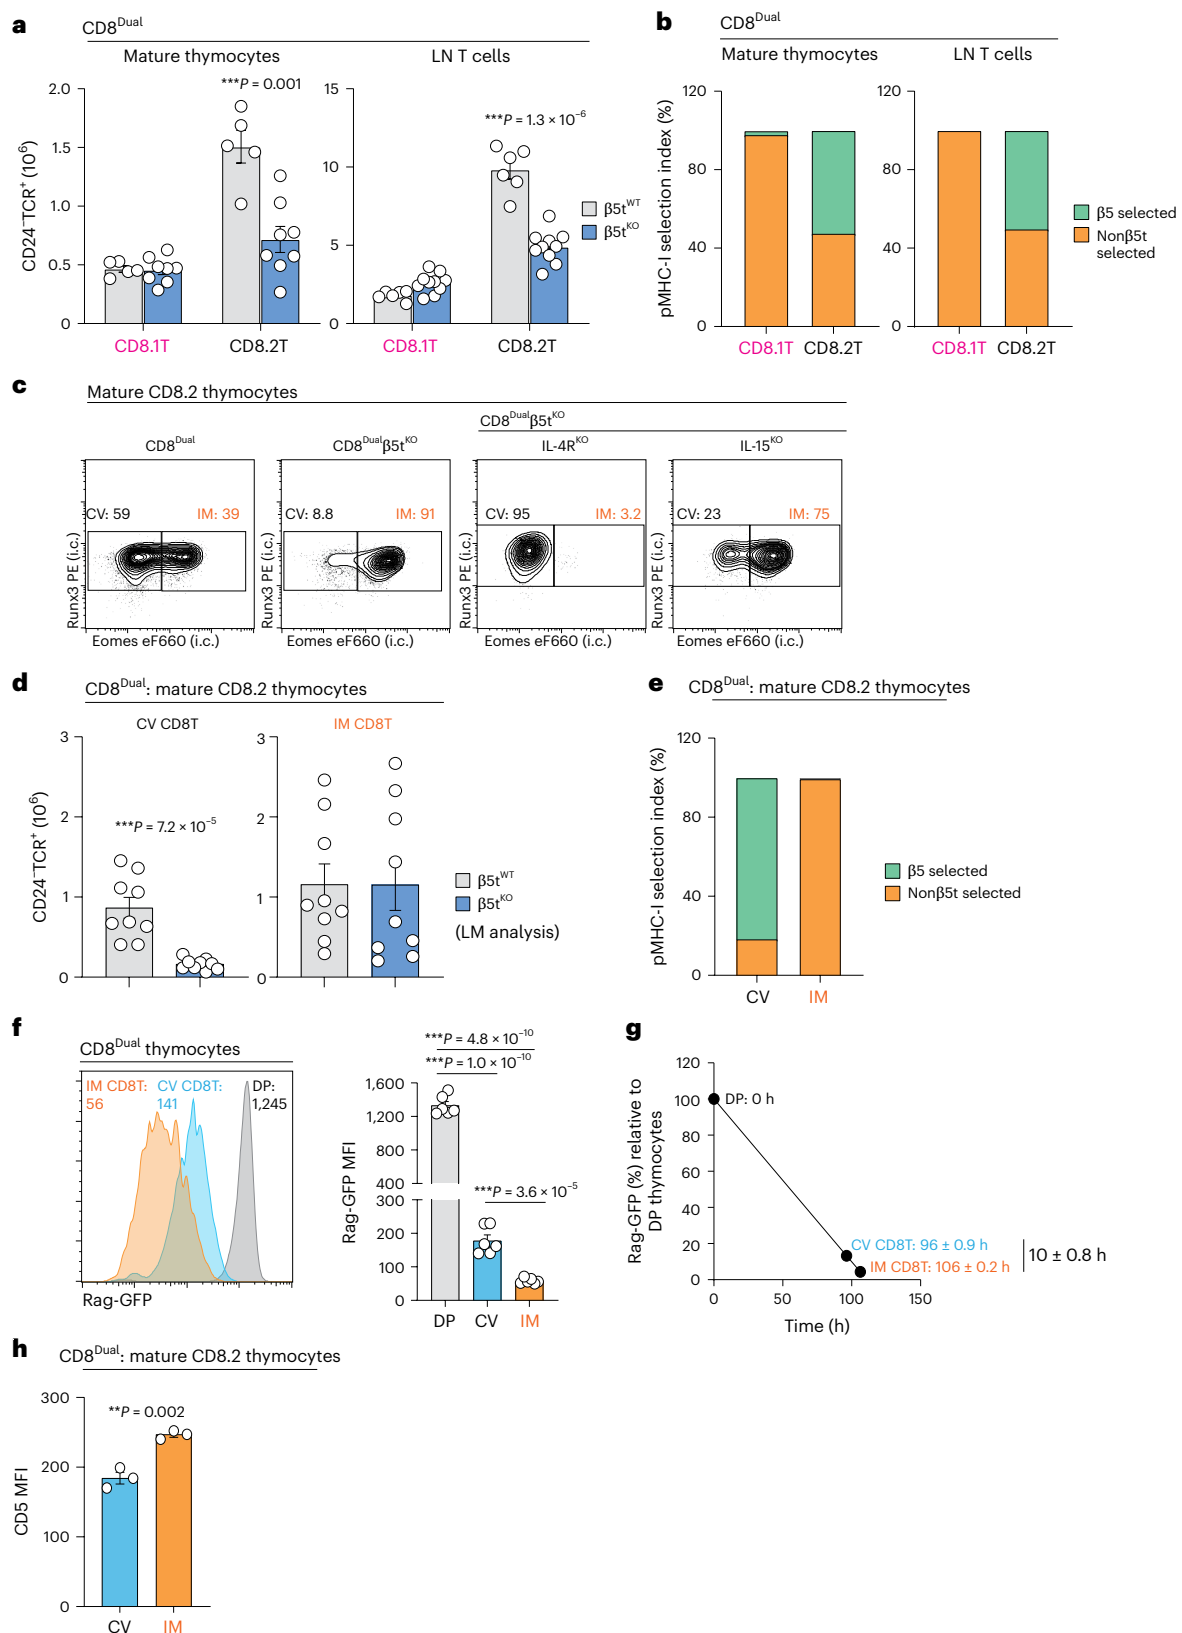 a
CD8Dual
Mature thymocytes
LN T cells
CD24−TCR+ (10^6)
2.0
1.5
1.0
0.5
0
***P = 0.001
CD8.1T
CD8.2T
15
10
5
0
***P = 1.3 × 10−6
CD8.1T
CD8.2T
β5tWT
β5tKO
b
CD8Dual
Mature thymocytes
LN T cells
pMHC-I selection index (%)
120
80
40
0
CD8.1T
CD8.2T
120
80
40
0
CD8.1T
CD8.2T
β5 selected
Nonβ5t
selected
c
Mature CD8.2 thymocytes
CD8Dualβ5tKO
CD8Dual
CD8Dualβ5tKO
IL-4RKO
IL-15KO
CV: 59
IM: 39
CV: 8.8
IM: 91
CV: 95
IM: 3.2
CV: 23
IM: 75
Runx3 PE (i.c.)
Runx3 PE (i.c.)
Runx3 PE (i.c.)
Runx3 PE (i.c.)
Eomes eF660 (i.c.)
Eomes eF660 (i.c.)
Eomes eF660 (i.c.)
Eomes eF660 (i.c.)
d
CD8Dual: mature CD8.2 thymocytes
CV CD8T
IM CD8T
CD24−TCR+ (10^6)
3
2
1
0
***P = 7.2 × 10−5
3
2
1
0
β5tWT
β5tKO
(LM analysis)
e
CD8Dual: mature CD8.2 thymocytes
pMHC-I selection index (%)
120
80
40
0
CV
IM
β5 selected
Nonβ5t selected
f
CD8Dual thymocytes
IM CD8T:
56
CV CD8T:
141
DP:
1,245
Rag-GFP
***P = 4.8 × 10−10
***P = 1.0 × 10−10
***P = 3.6 × 10−5
Rag-GFP MFI
1,600
1,200
800
400
300
200
100
0
DP
CV
IM
g
Rag-GFP (%) relative to
DP thymocytes
120
100
80
60
40
20
0
DP: 0 h
CV CD8T: 96 ± 0.9 h
IM CD8T: 106 ± 0.2 h
10 ± 0.8 h
0
50
100
150
Time (h)
h
CD8Dual: mature CD8.2 thymocytes
CD5 MFI
300
200
100
0
**P = 0.002
CV
IM